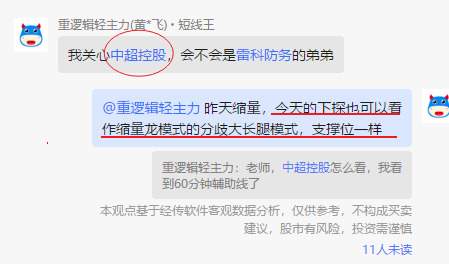 重逻辑轻主力(黄*飞)·短线王
我关心中超控股，会不会是雷科防务的弟弟
@重逻辑轻主力 昨天缩量，今天的下探也可以看
作缩量龙模式的分歧大长腿模式，支撑位一样
重逻辑轻主力：老师，中超控股怎么看，我看
到60分钟辅助线了
本观点基于经传软件客观数据分析，仅供参考，不构成买卖
建议，股市有风险，投资需谨慎
11人未读